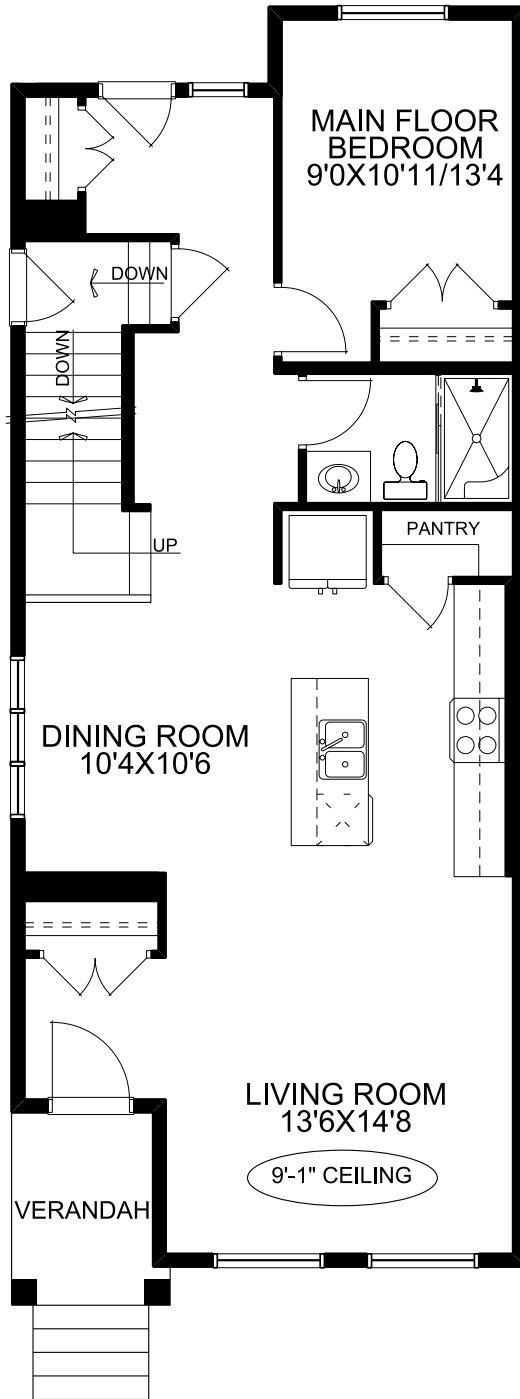 MAIN FLOOR
BEDROOM
9'0X10'11/13'4
DOWN
DOWN
UP
PANTRY
DINING ROOM
10'4X10'6
LIVING ROOM
13'6X14'8
9'-1" CEILING
VERANDAH